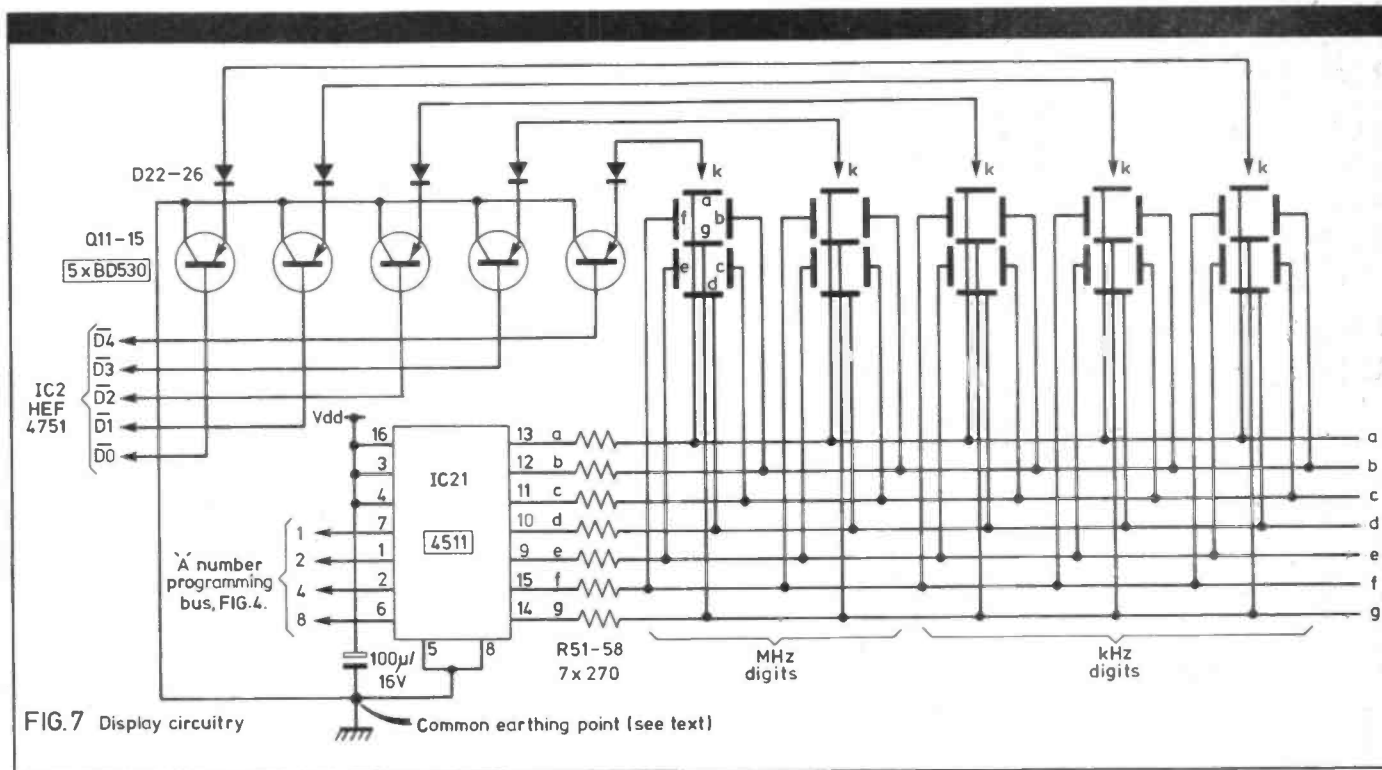 D22-26
k k k k k
a
f b
g
e c
d
Q11-15
5 x BD530
D4
D3
D2
D1
D0
IC2
HEF
4751
Vdd
16
3
4
7
1
2
6
5 8
IC21
4511
13 a
12 b
11 c
10 d
9 e
15 f
14 g
a
b
c
d
e
f
g
1
2
4
8
'A' number
programming
bus, FIG.4.
100µ/
16V
R51-58
7 x 270
MHz
digits
kHz
digits
FIG.7 Display circuitry
Common earthing point (see text)